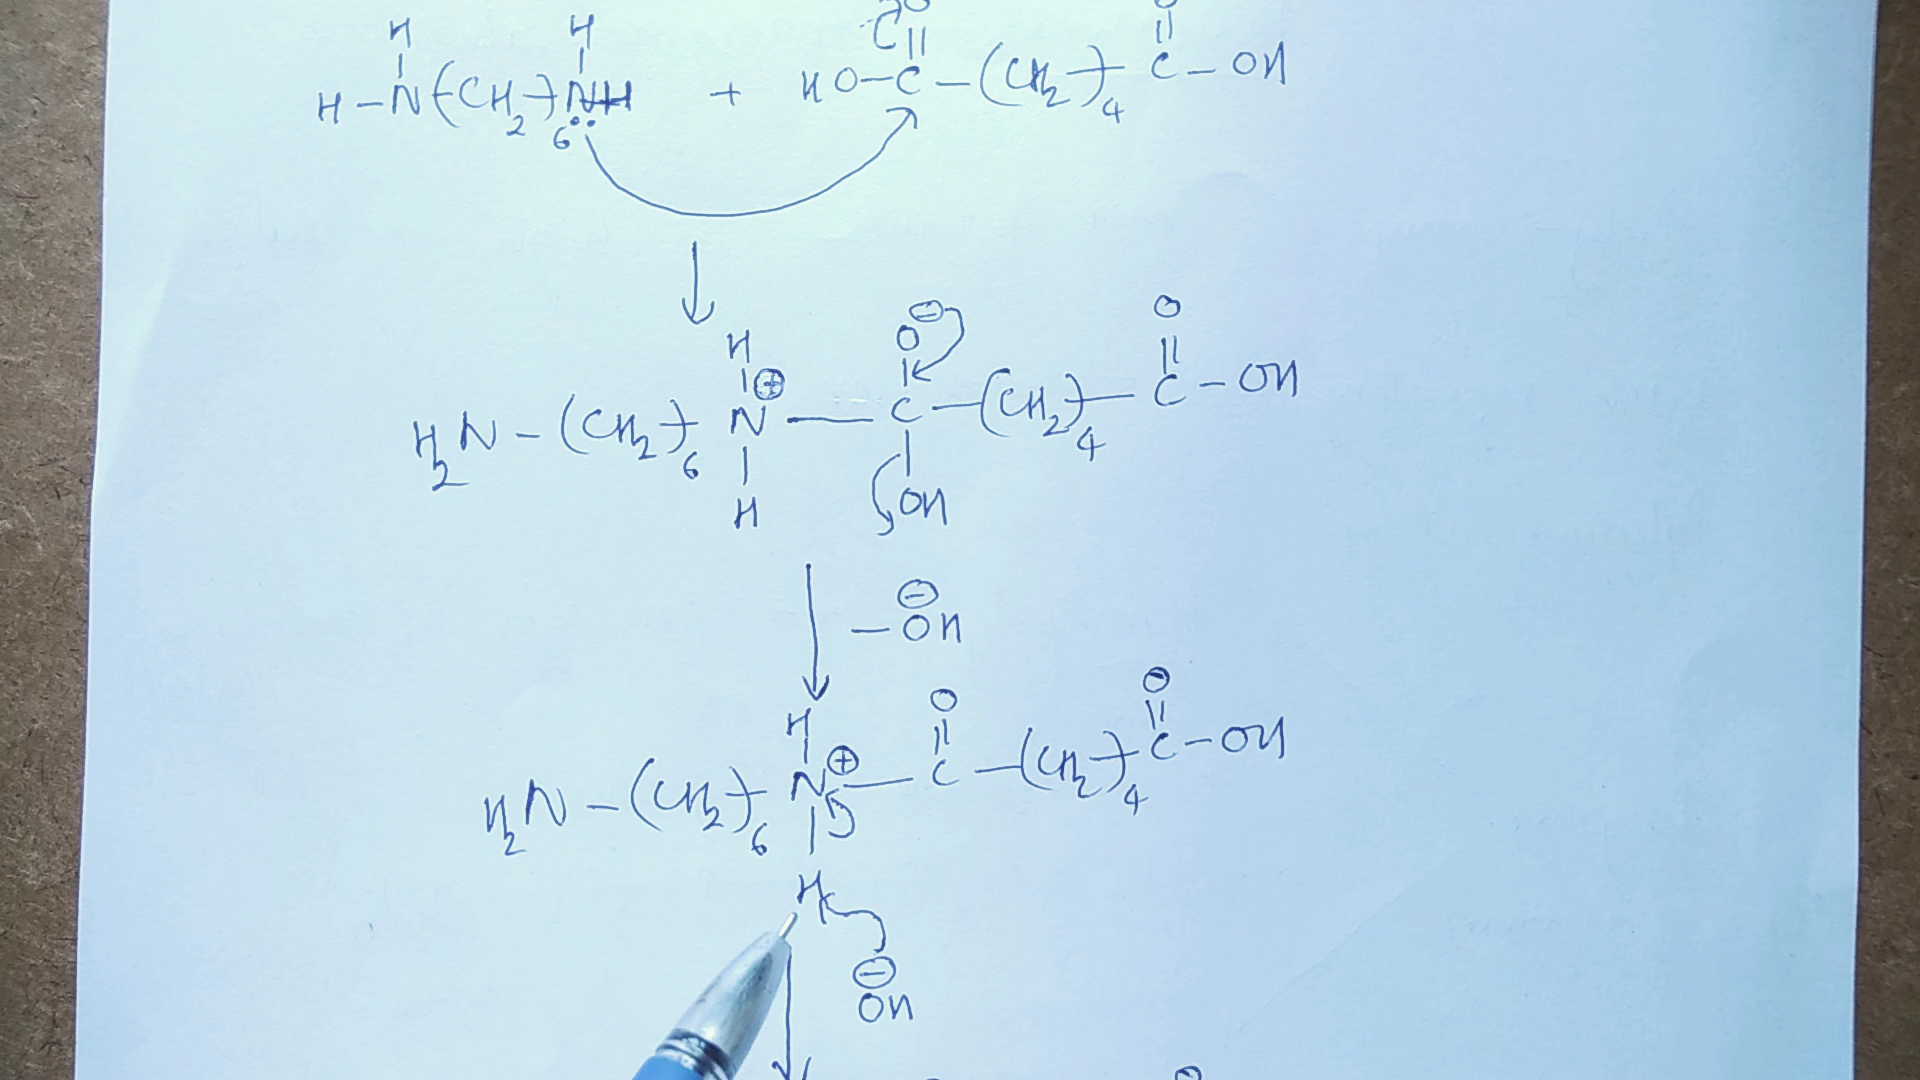 H H O O
H-N-(CH2)6-N̈H + HO-C-(CH2)4-C-OH
H O⊖ O
H2N-(CH2)6-N⊕-C-(CH2)4-C-OH
H OH
-⊖OH
H O O
H2N-(CH2)6-N⊕-C-(CH2)4-C-OH
H
⊖
OH